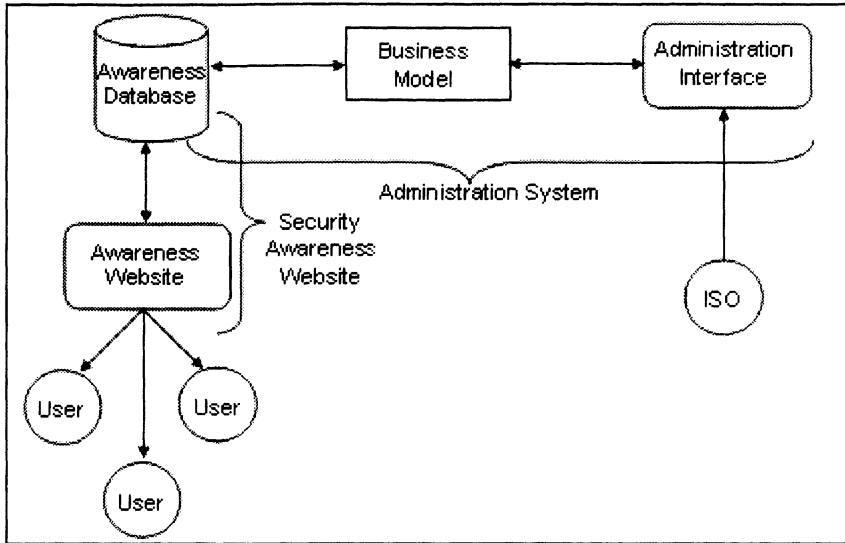 Awareness
Database
Business
Model
Administration
Interface
Administration System
Security
Awareness
Website
Awareness
Website
ISO
User
User
User